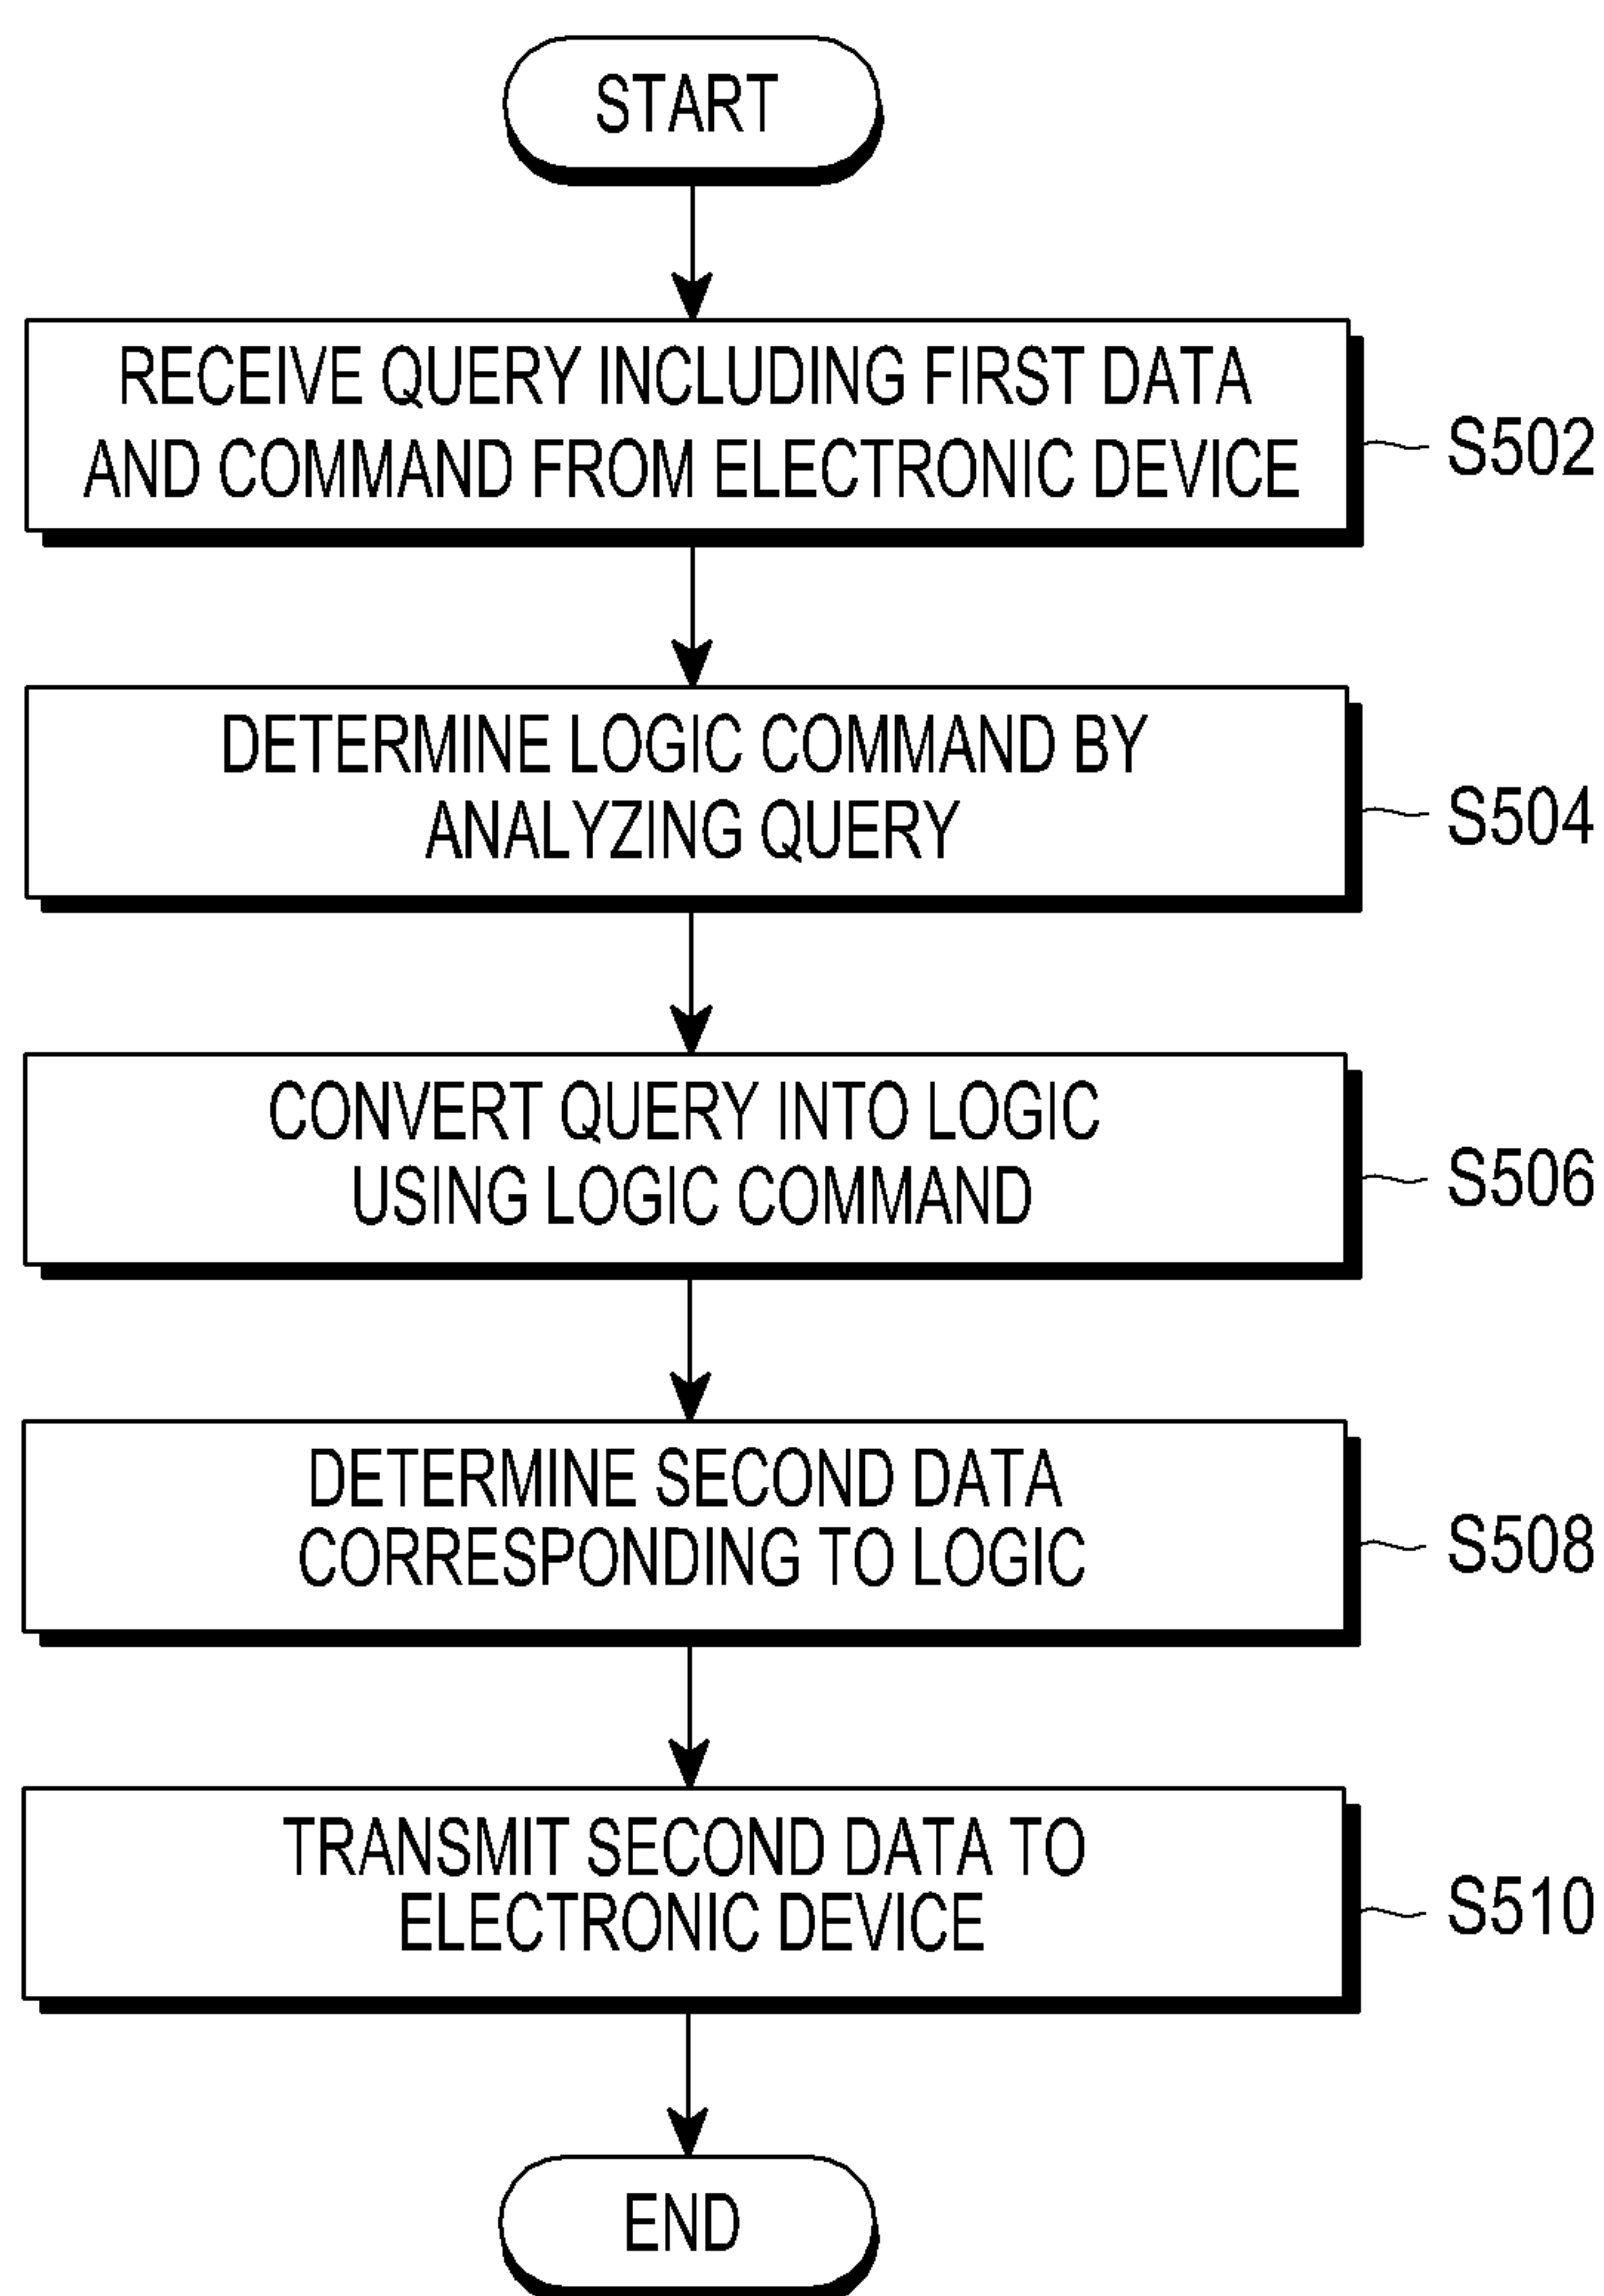 START
RECEIVE QUERY INCLUDING FIRST DATA
AND COMMAND FROM ELECTRONIC DEVICE
S502
DETERMINE LOGIC COMMAND BY
ANALYZING QUERY
S504
CONVERT QUERY INTO LOGIC
USING LOGIC COMMAND
S506
DETERMINE SECOND DATA
CORRESPONDING TO LOGIC
S508
TRANSMIT SECOND DATA TO
ELECTRONIC DEVICE
S510
END